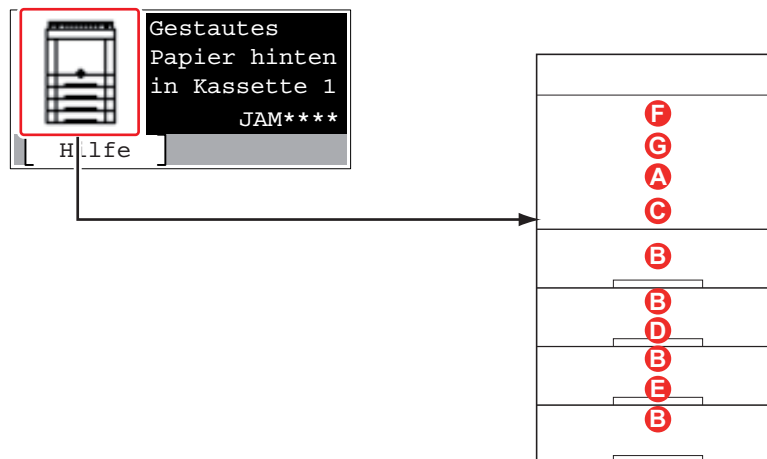 Gestautes
Papier hinten
in Kassette 1
JAM****
[ Hilfe ]
F
G
A
C
B
B
D
B
E
B